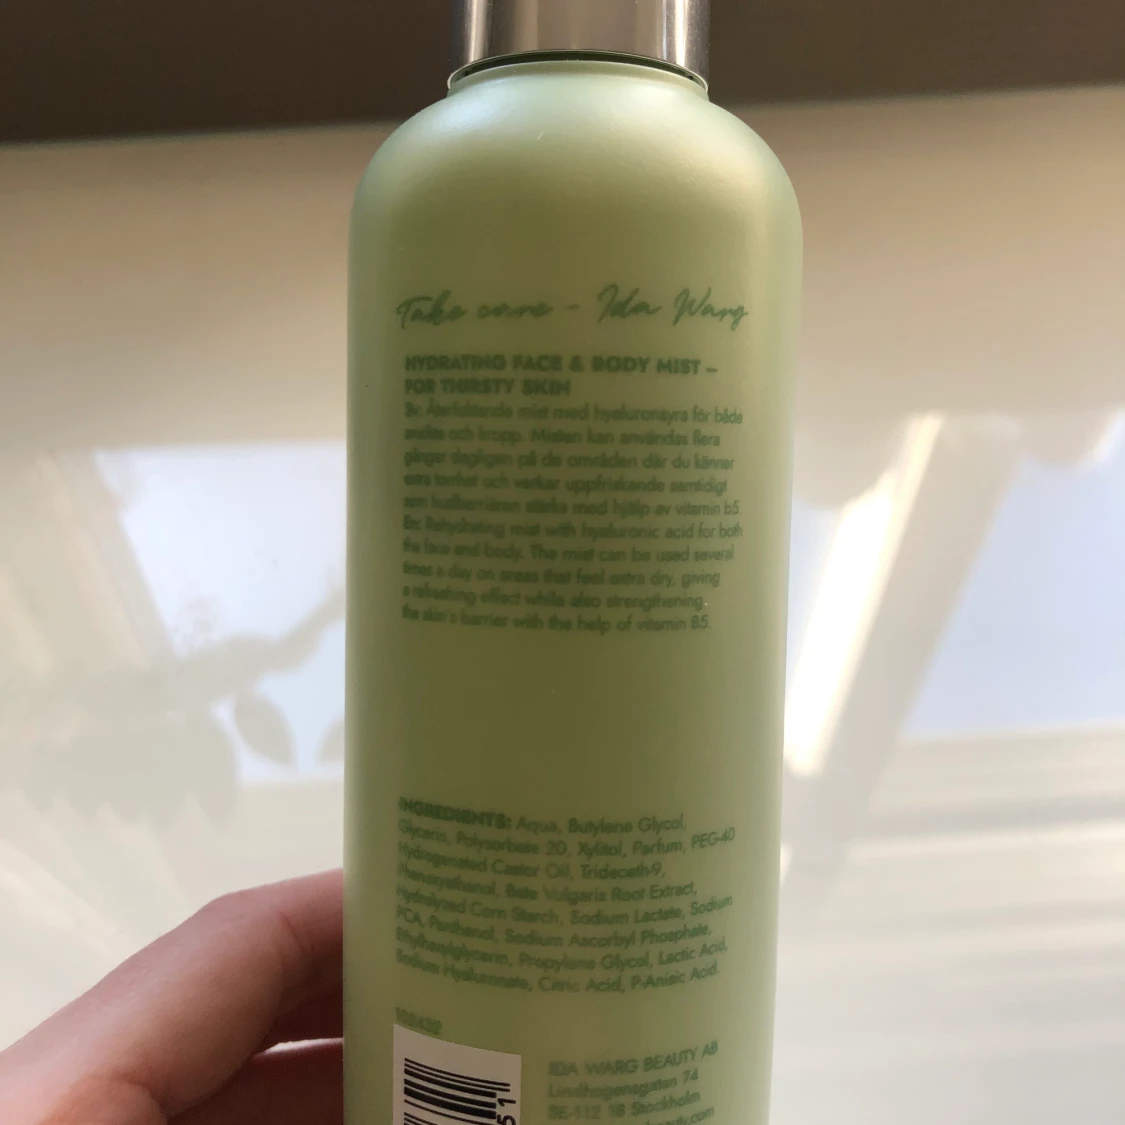 Take care - Ida Warg
HYDRATING FACE & BODY MIST –
FOR THIRSTY SKIN
Sv: Återfuktande mist med hyaluronsyra för både
ansikte och kropp. Misten kan användas flera
gånger dagligen på de områden där du känner
extra torrhet och verkar uppfriskande samtidigt
som hudbarriären stärks med hjälp av vitamin b5.
En: Rehydrating mist with hyaluronic acid for both
the face and body. The mist can be used several
times a day on areas that feel extra dry, giving
a refreshing effect while also strengthening
the skin's barrier with the help of vitamin B5.
INGREDIENTS: Aqua, Butylene Glycol,
Glycerin, Polysorbate 20, Xylitol, Parfum, PEG-40
Hydrogenated Castor Oil, Trideceth-9,
Phenoxyethanol, Beta Vulgaris Root Extract,
Hydrolyzed Corn Starch, Sodium Lactate, Sodium
PCA, Panthenol, Sodium Ascorbyl Phosphate,
Ethylhexylglycerin, Propylene Glycol, Lactic Acid,
Sodium Hyaluronate, Citric Acid, P-Anisic Acid.
IDA WARG BEAUTY AB
Lindhagensgatan 74
SE-112 18 Stockholm
51